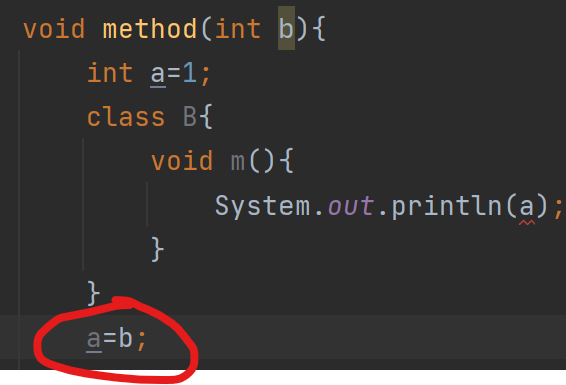 void method(int b){
int a=1;
class B{
void m(){
System.out.println(a);
}
}
a=b;